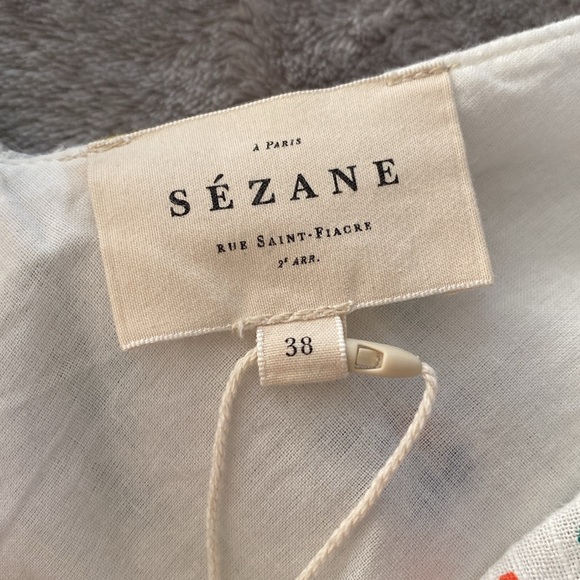 À PARIS
SÉZANE
RUE SAINT-FIACRE
2ᵉ ARR.
38